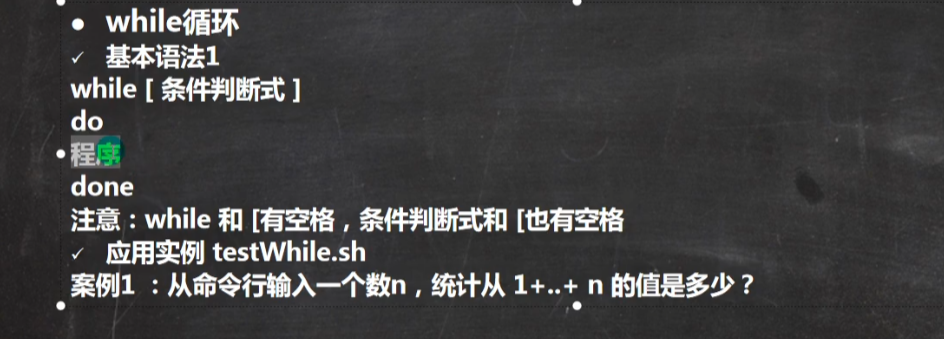 ● while循环
✓ 基本语法1
while [ 条件判断式 ]
do
程序
done
注意：while 和 [有空格，条件判断式和 [也有空格
✓ 应用实例 testWhile.sh
案例1 ：从命令行输入一个数n，统计从 1+..+ n 的值是多少？